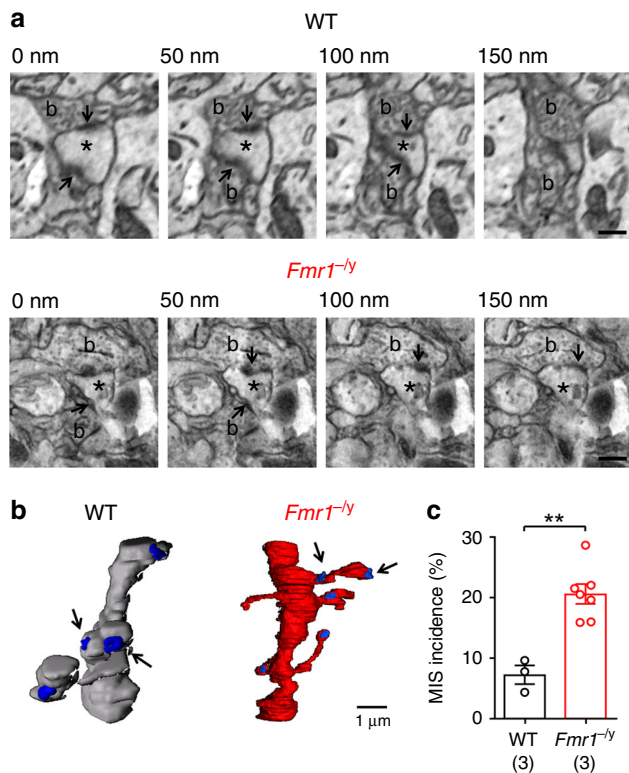 a
WT
0 nm 50 nm 100 nm 150 nm
b b b b
* * *
b b
Fmr1–/y
0 nm 50 nm 100 nm 150 nm
b b b b
* * * *
b b
b
WT Fmr1–/y
1 μm
c
**
MIS incidence (%)
30
20
10
0
WT Fmr1–/y
(3) (3)